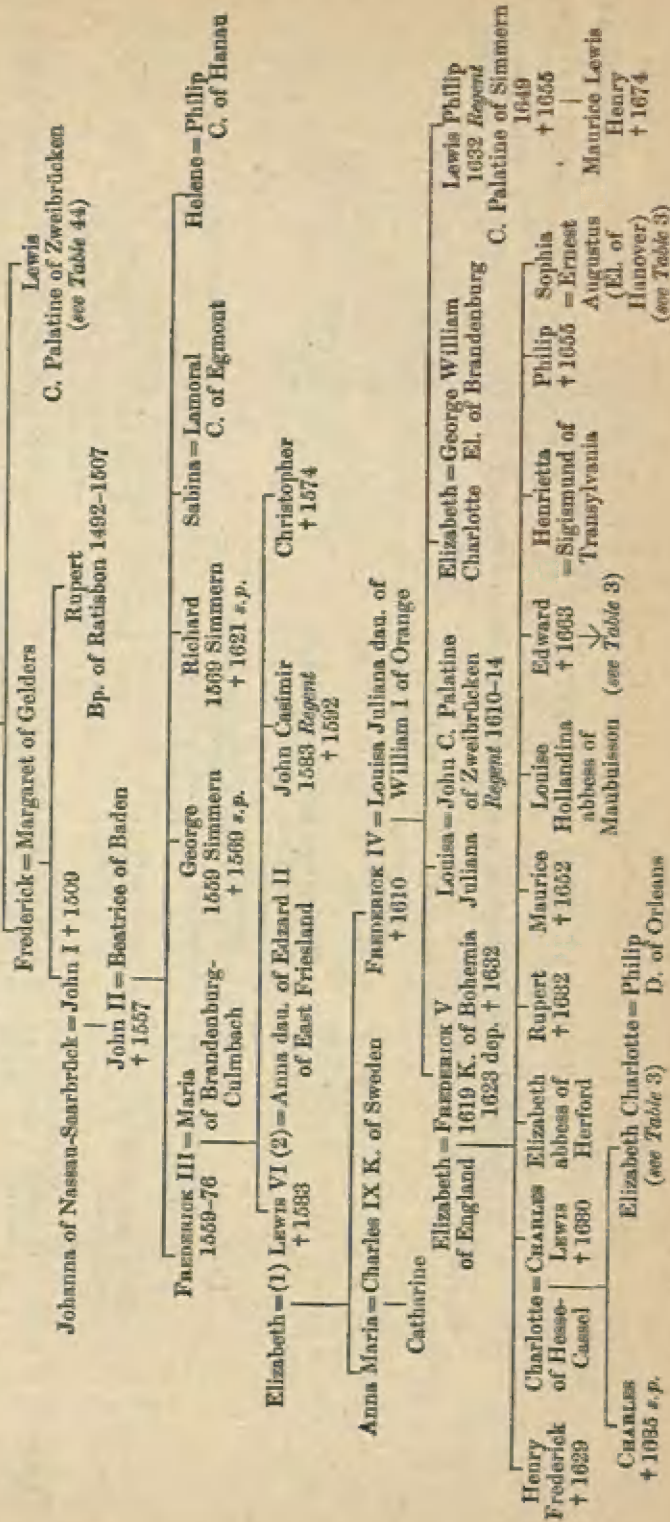 Frederick = Margaret of Gelders
Lewis
C. Palatine of Zweibrücken
(see Table 44)
Johanna of Nassau-Saarbrück = John I † 1509
Rupert
Bp. of Ratisbon 1492-1507
John II = Beatrice of Baden
† 1557
FREDERICK III = Maria
1559-76
of Brandenburg-
Culmbach
George
1559 Simmern
† 1569 s.p.
Richard
1569 Simmern
† 1621 s.p.
Sabina = Lamoral
C. of Egmont
Helene = Philip
C. of Hanau
Elizabeth = (1) LEWIS VI (2) = Anna dau. of Edzard II
† 1583
of East Friesland
John Casimir
1583 Regent
† 1592
Christopher
† 1574
Anna Maria = Charles IX K. of Sweden
Catharine
FREDERICK IV = Louisa Juliana dau. of
† 1610
William I of Orange
Elizabeth = FREDERICK V
of England
1619 K. of Bohemia
1623 dep. † 1632
Louisa = John C. Palatine
Juliana
of Zweibrücken
Regent 1610-14
Elizabeth = George William
Charlotte
El. of Brandenburg
Lewis Philip
1632 Regent
C. Palatine of Simmern
1649
† 1655
Maurice Lewis
Henry
† 1674
Henry
Frederick
† 1629
Charlotte = CHARLES
of Hesse-
Cassel
LEWIS
† 1680
Elizabeth
abbess of
Herford
Rupert
† 1682
Maurice
† 1652
Louise
Hollandina
abbess of
Maubuisson
Edward
† 1663
(see Table 3)
Henrietta
= Sigismund of
Transylvania
Philip
† 1655
Sophia
= Ernest
Augustus
(El. of
Hanover)
(see Table 3)
CHARLES
† 1685 s.p.
Elizabeth Charlotte = Philip
(see Table 3)
D. of Orleans